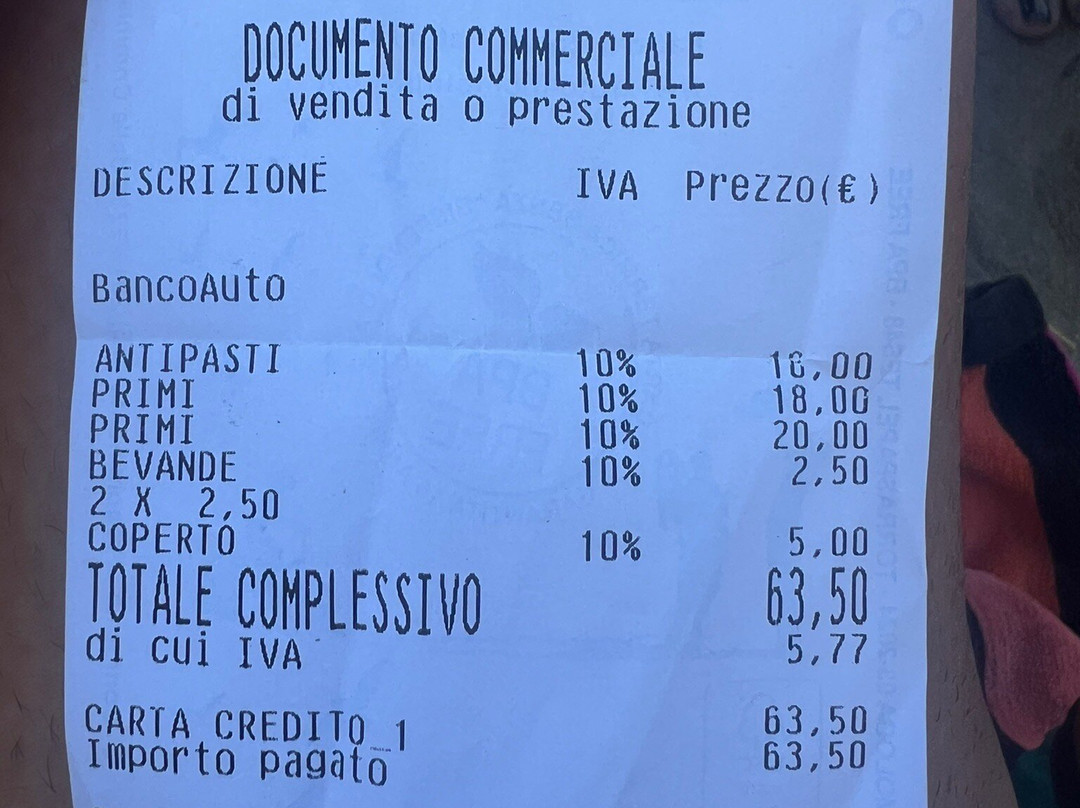 DOCUMENTO COMMERCIALE
di vendita o prestazione
DESCRIZIONE IVA Prezzo(€)
BancoAuto
ANTIPASTI 10% 18,00
PRIMI 10% 18,00
PRIMI 10% 20,00
BEVANDE 10% 2,50
2 X 2,50
COPERTO 10% 5,00
TOTALE COMPLESSIVO 63,50
di cui IVA 5,77
CARTA CREDITO 1 63,50
Importo pagato 63,50